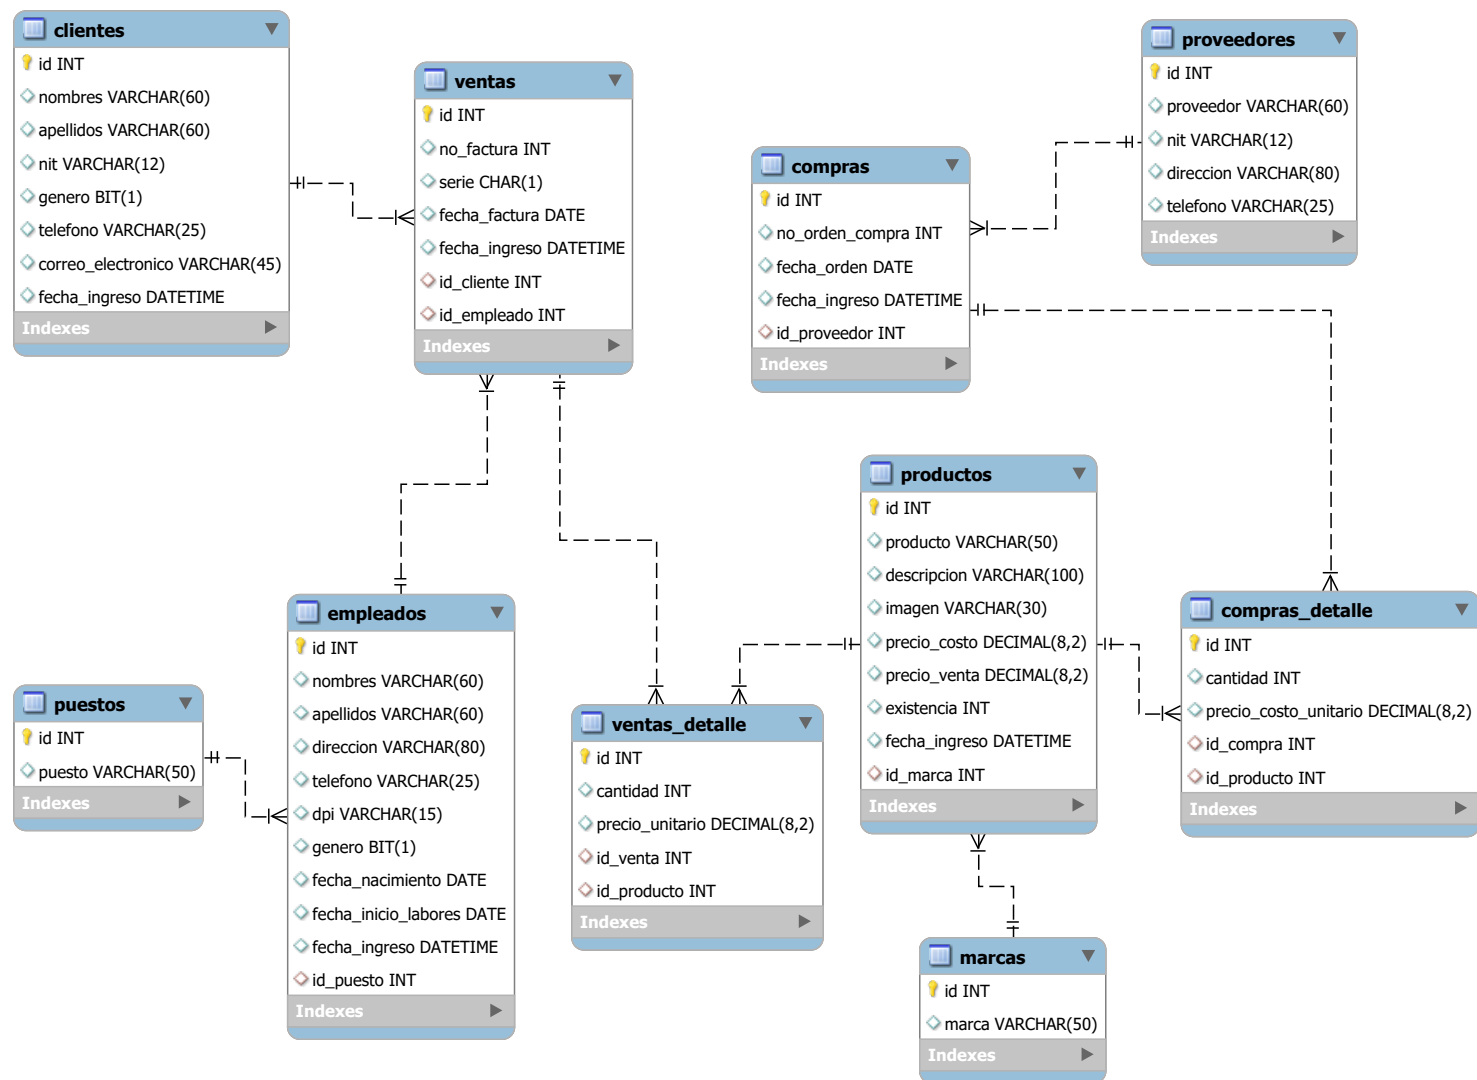 clientes
id INT
nombres VARCHAR(60)
apellidos VARCHAR(60)
nit VARCHAR(12)
genero BIT(1)
telefono VARCHAR(25)
correo_electronico VARCHAR(45)
fecha_ingreso DATETIME
Indexes
ventas
id INT
no_factura INT
serie CHAR(1)
fecha_factura DATE
fecha_ingreso DATETIME
id_cliente INT
id_empleado INT
Indexes
compras
id INT
no_orden_compra INT
fecha_orden DATE
fecha_ingreso DATETIME
id_proveedor INT
Indexes
proveedores
id INT
proveedor VARCHAR(60)
nit VARCHAR(12)
direccion VARCHAR(80)
telefono VARCHAR(25)
Indexes
puestos
id INT
puesto VARCHAR(50)
Indexes
empleados
id INT
nombres VARCHAR(60)
apellidos VARCHAR(60)
direccion VARCHAR(80)
telefono VARCHAR(25)
dpi VARCHAR(15)
genero BIT(1)
fecha_nacimiento DATE
fecha_inicio_labores DATE
fecha_ingreso DATETIME
id_puesto INT
Indexes
ventas_detalle
id INT
cantidad INT
precio_unitario DECIMAL(8,2)
id_venta INT
id_producto INT
Indexes
productos
id INT
producto VARCHAR(50)
descripcion VARCHAR(100)
imagen VARCHAR(30)
precio_costo DECIMAL(8,2)
precio_venta DECIMAL(8,2)
existencia INT
fecha_ingreso DATETIME
id_marca INT
Indexes
compras_detalle
id INT
cantidad INT
precio_costo_unitario DECIMAL(8,2)
id_compra INT
id_producto INT
Indexes
marcas
id INT
marca VARCHAR(50)
Indexes